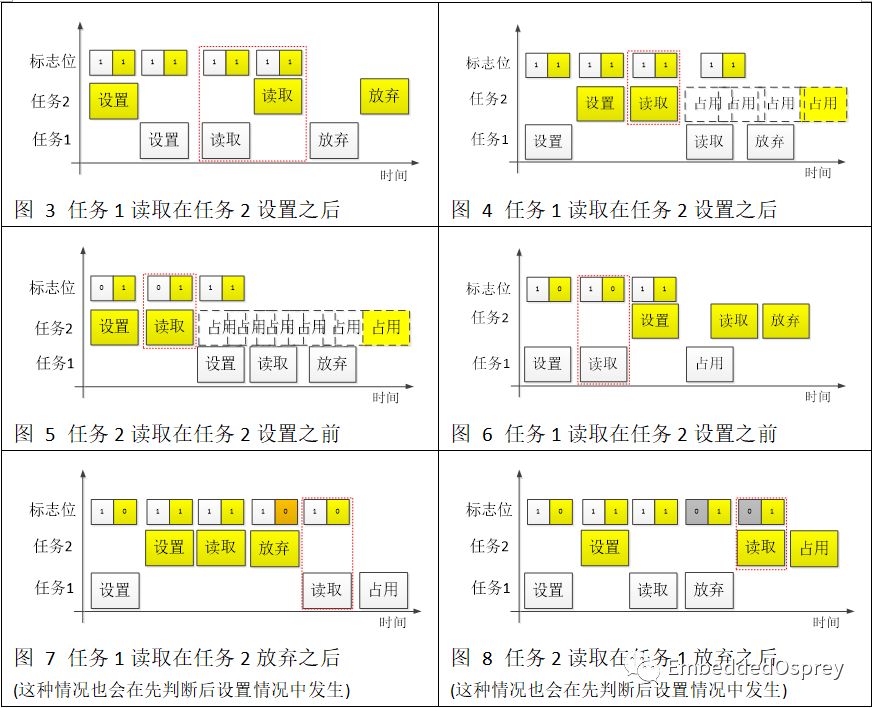 标志位
1 1 1 1 1 1 1 1
任务2
设置 读取 放弃
任务1
设置 读取 放弃
时间
图 3 任务1读取在任务2设置之后
标志位
1 1 1 1 1 1 1 1
任务2
设置 读取 占用 占用 占用 占用
任务1
设置 读取 放弃
时间
图 4 任务1读取在任务2设置之后
标志位
0 1 0 1 1 1
任务2
设置 读取 占用 占用 占用 占用 占用 占用
任务1
设置 读取 放弃
时间
图 5 任务2读取在任务2设置之前
标志位
1 0 1 0 1 1
任务2
设置 读取 放弃
任务1
设置 读取 占用
时间
图 6 任务1读取在任务2设置之前
标志位
1 0 1 1 1 1 1 0 1 0
任务2
设置 读取 放弃
任务1
设置 读取 占用
时间
图 7 任务1读取在任务2放弃之后
(这种情况也会在先判断后设置情况中发生)
标志位
1 0 1 1 1 1 0 1 0 1
任务2
设置 读取 占用
任务1
设置 读取 放弃
时间
图 8 任务2读取在任务1放弃之后
(这种情况也会在先判断后设置情况中发生)
EmbeddedOsprey